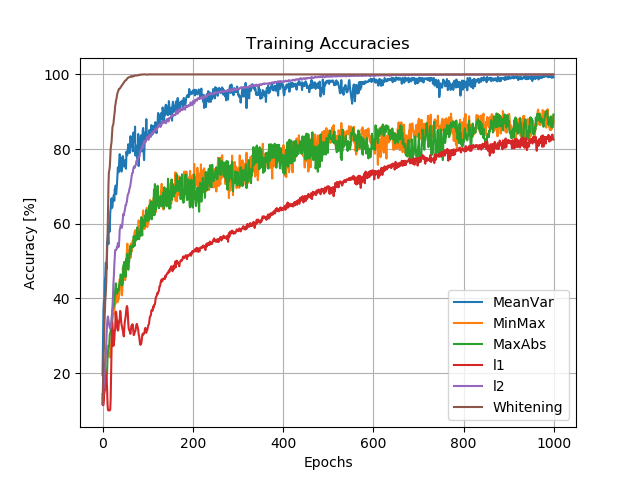 Training Accuracies
Accuracy [%]
100
80
60
40
20
0
200
400
600
800
1000
Epochs
MeanVar
MinMax
MaxAbs
l1
l2
Whitening